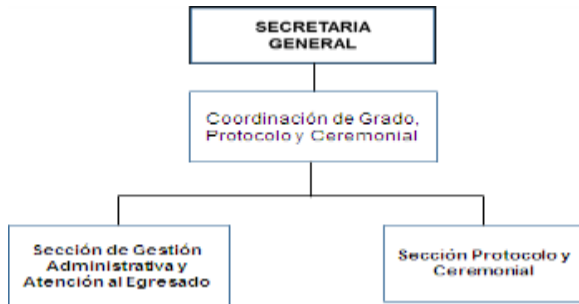 SECRETARIA
GENERAL
Coordinación de Grado,
Protocolo y Ceremonial
Sección de Gestión
Administrativa y
Atención al Egresado
Sección Protocolo y
Ceremonial